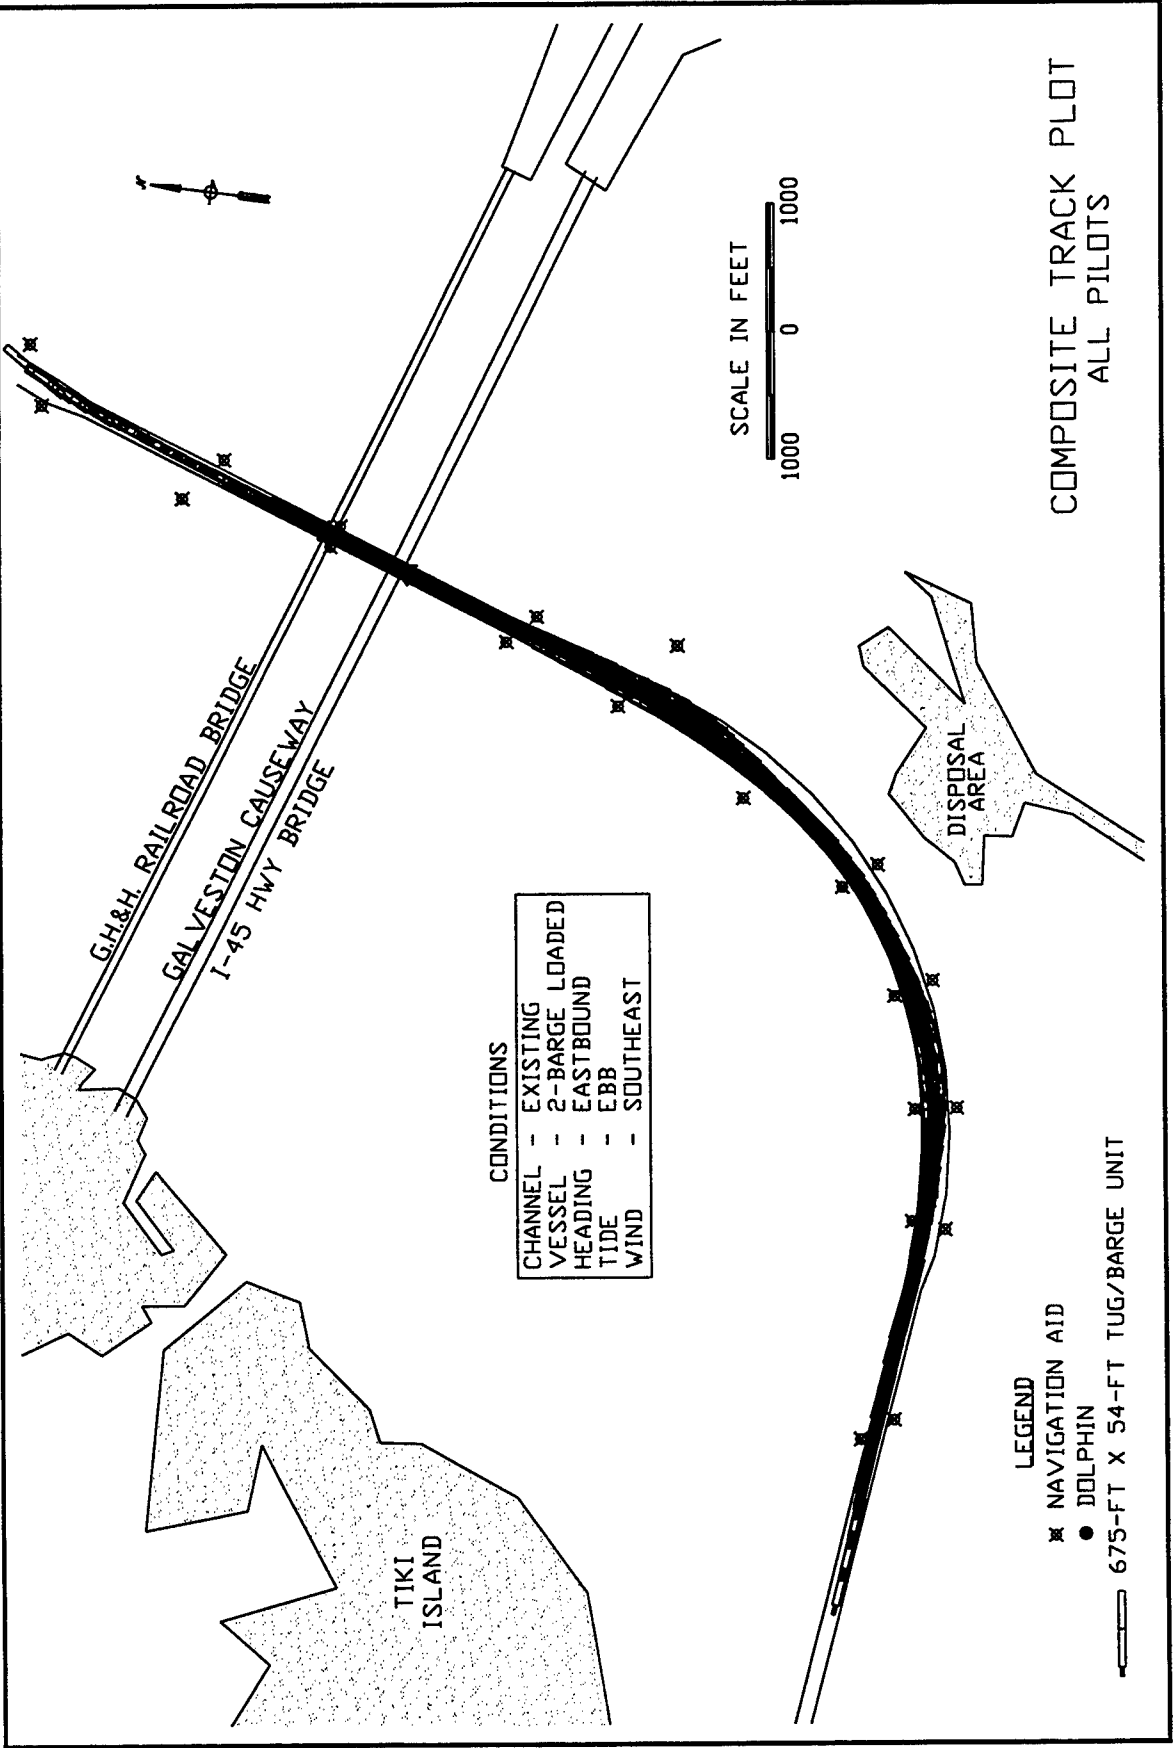 N
G.H.&H. RAILROAD BRIDGE
GALVESTON CAUSEWAY
I-45 HWY BRIDGE
TIKI
ISLAND
CONDITIONS
CHANNEL - EXISTING
VESSEL - 2-BARGE LOADED
HEADING - EASTBOUND
TIDE - EBB
WIND - SOUTHEAST
SCALE IN FEET
1000 0 1000
DISPOSAL
AREA
LEGEND
NAVIGATION AID
DOLPHIN
675-FT X 54-FT TUG/BARGE UNIT
COMPOSITE TRACK PLOT
ALL PILOTS